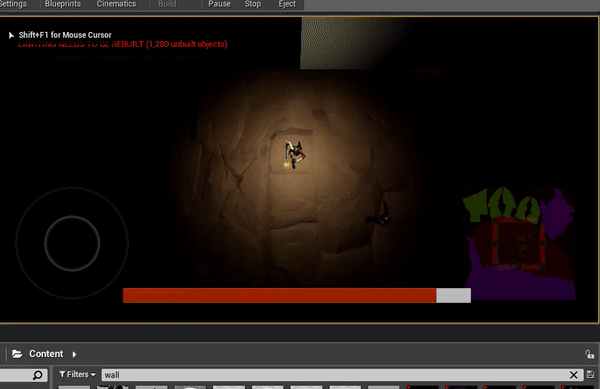 Settings Blueprints Cinematics Build Pause Stop Eject
Shift+F1 for Mouse Cursor
LIGHTING NEEDS TO BE REBUILT (1,200 unbuilt objects)
100
Content
Filters wall